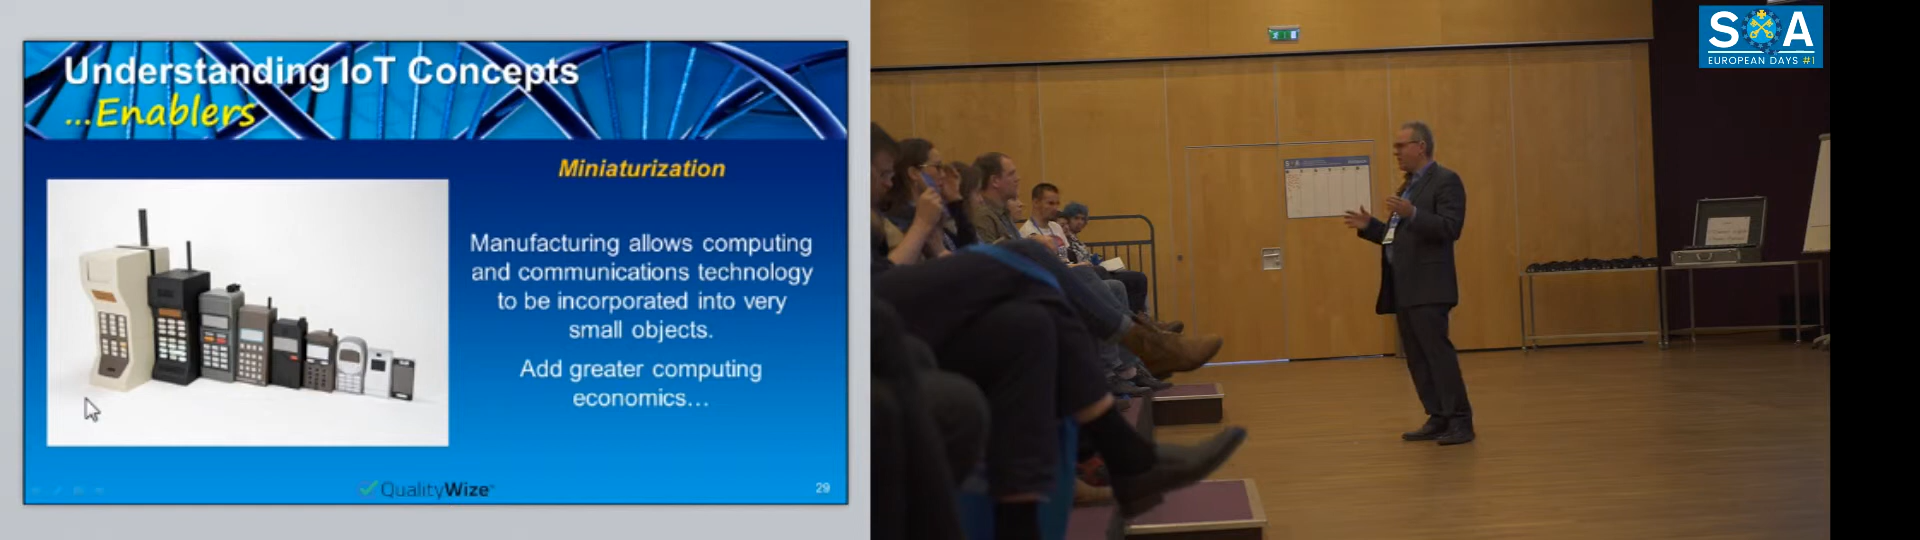 Understanding IoT Concepts
...Enablers
Miniaturization
Manufacturing allows computing
and communications technology
to be incorporated into very
small objects.
Add greater computing
economics...
QualityWize
29
S A
EUROPEAN DAYS #1